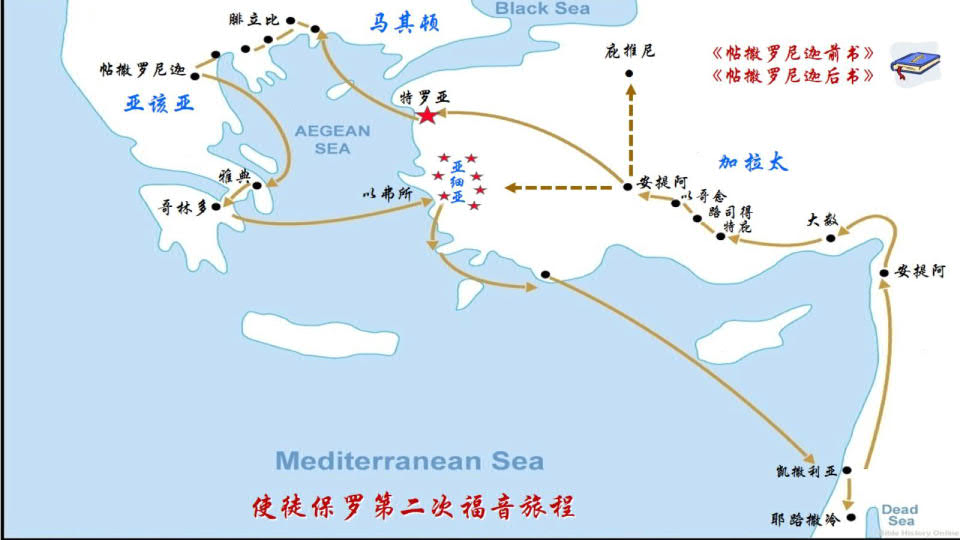 Black Sea
腓立比
马其顿
庇推尼
《帖撒罗尼迦前书》
《帖撒罗尼迦后书》
帖撒罗尼迦
亚该亚
特罗亚
AEGEAN
SEA
加拉太
亚细亚
雅典
以弗所
安提阿
以哥念
哥林多
路司得
特庇
大数
安提阿
Mediterranean Sea
凯撒利亚
使徒保罗第二次福音旅程
耶路撒冷
Dead
Sea
Bible History Online